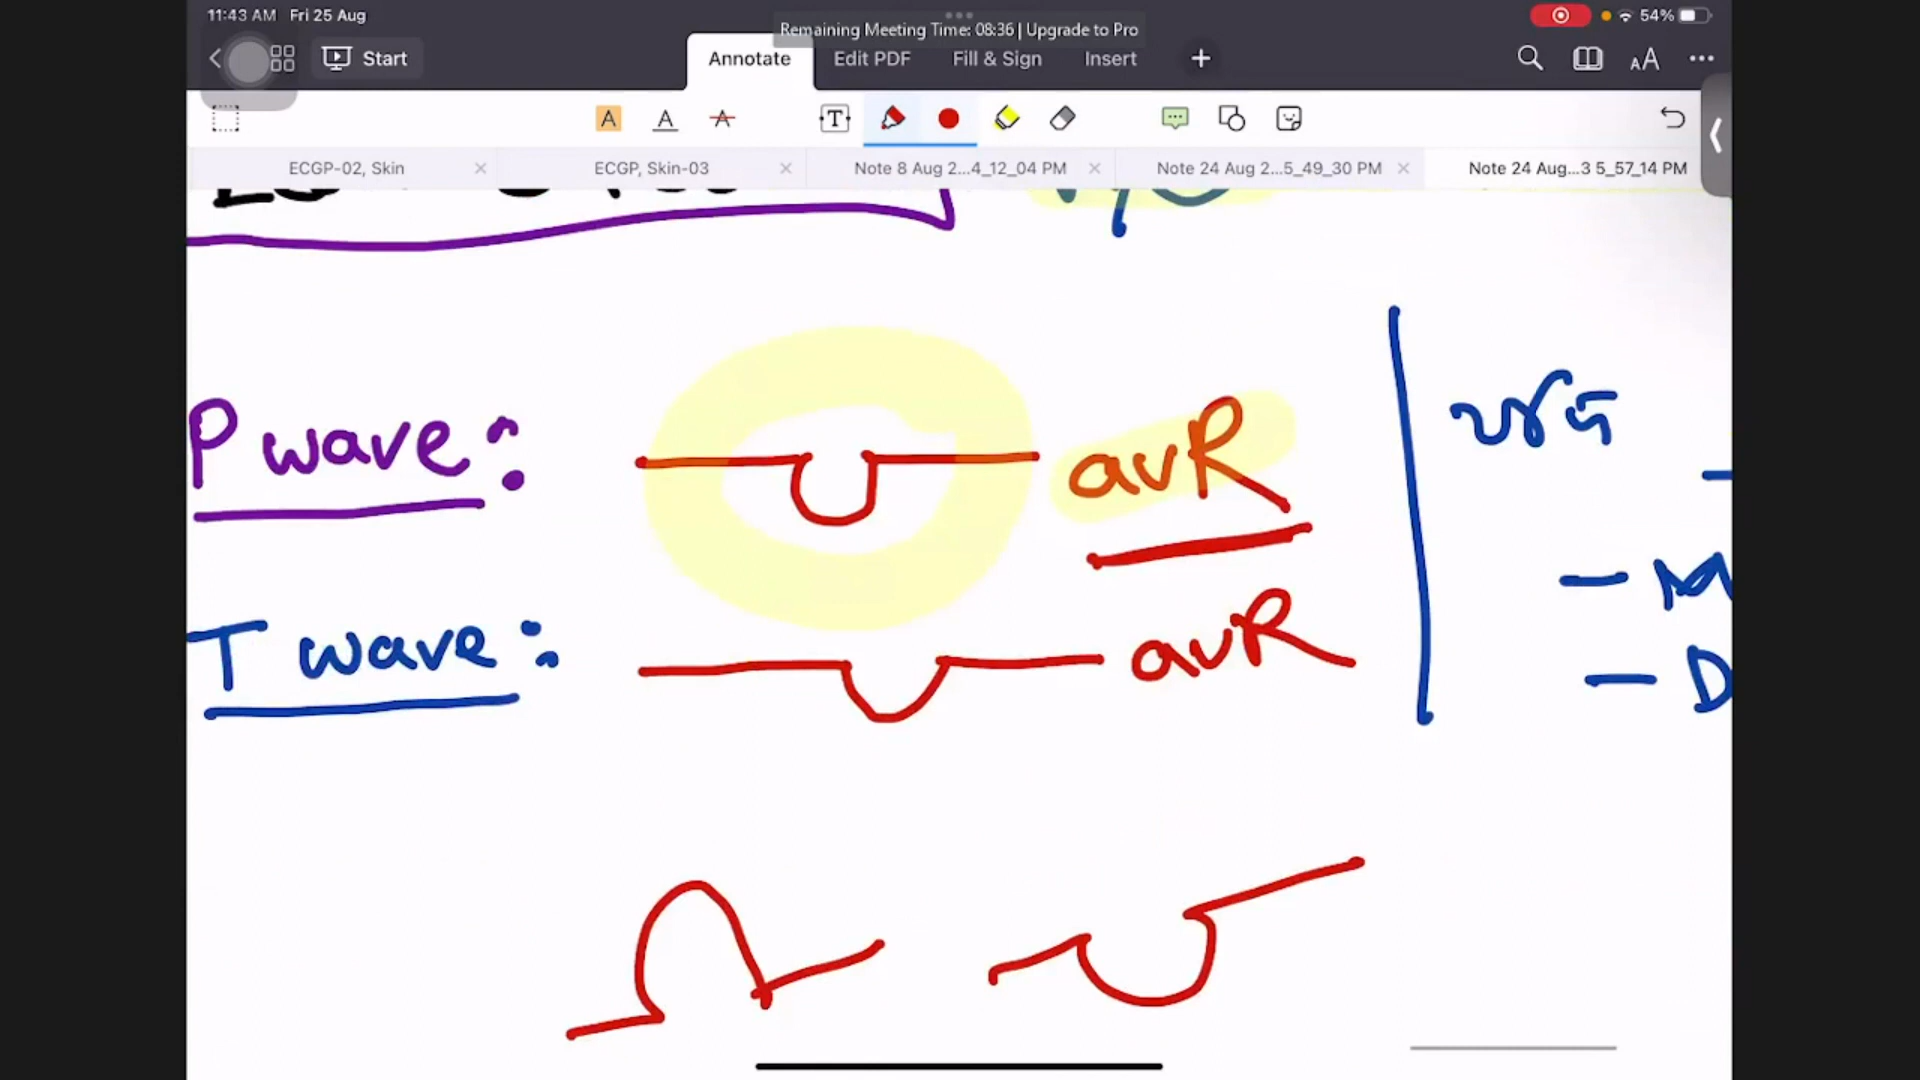 11:43 AM Fri 25 Aug
Remaining Meeting Time: 08:36 | Upgrade to Pro
54%
Start
Annotate
Edit PDF
Fill & Sign
Insert
ECGP-02, Skin
ECGP, Skin-03
Note 8 Aug 2...4_12_04 PM
Note 24 Aug 2...5_49_30 PM
Note 24 Aug...3 5_57_14 PM
P wave: avR
T wave: avR
- M
- D